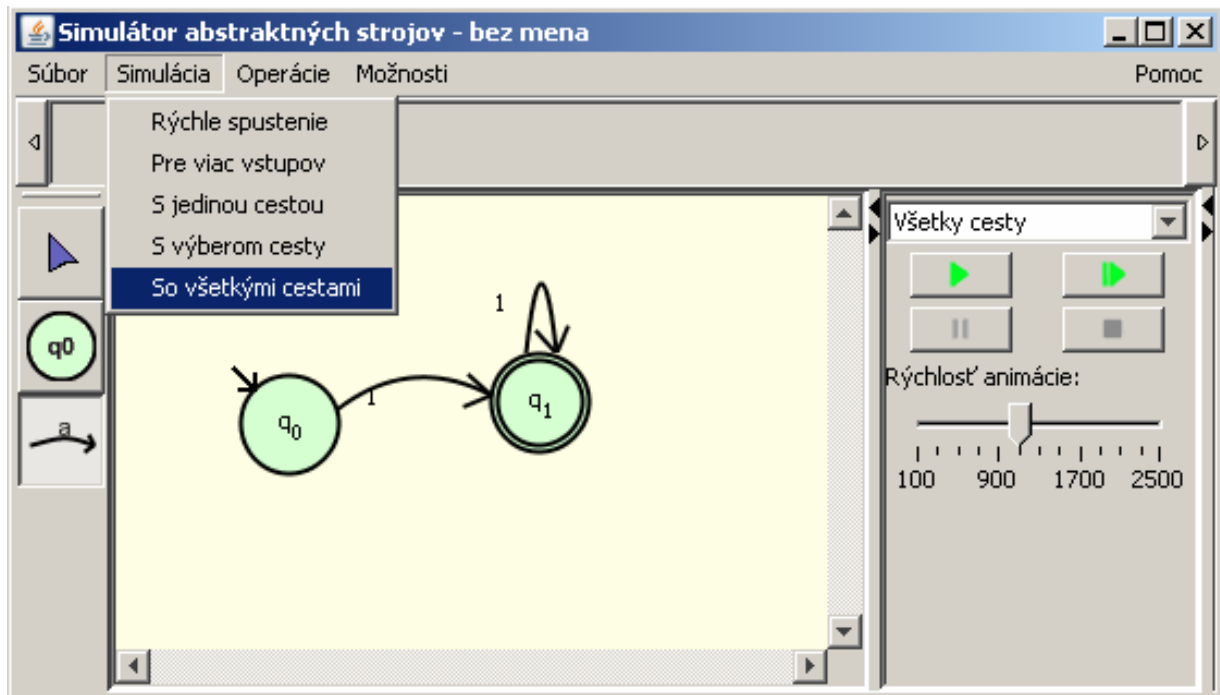 Simulátor abstraktných strojov - bez mena
Súbor Simulácia Operácie Možnosti Pomoc
Rýchle spustenie
Pre viac vstupov
S jedinou cestou
S výberom cesty
So všetkými cestami
Všetky cesty
q0
a
1
1
q0
q1
Rýchlosť animácie:
100 900 1700 2500